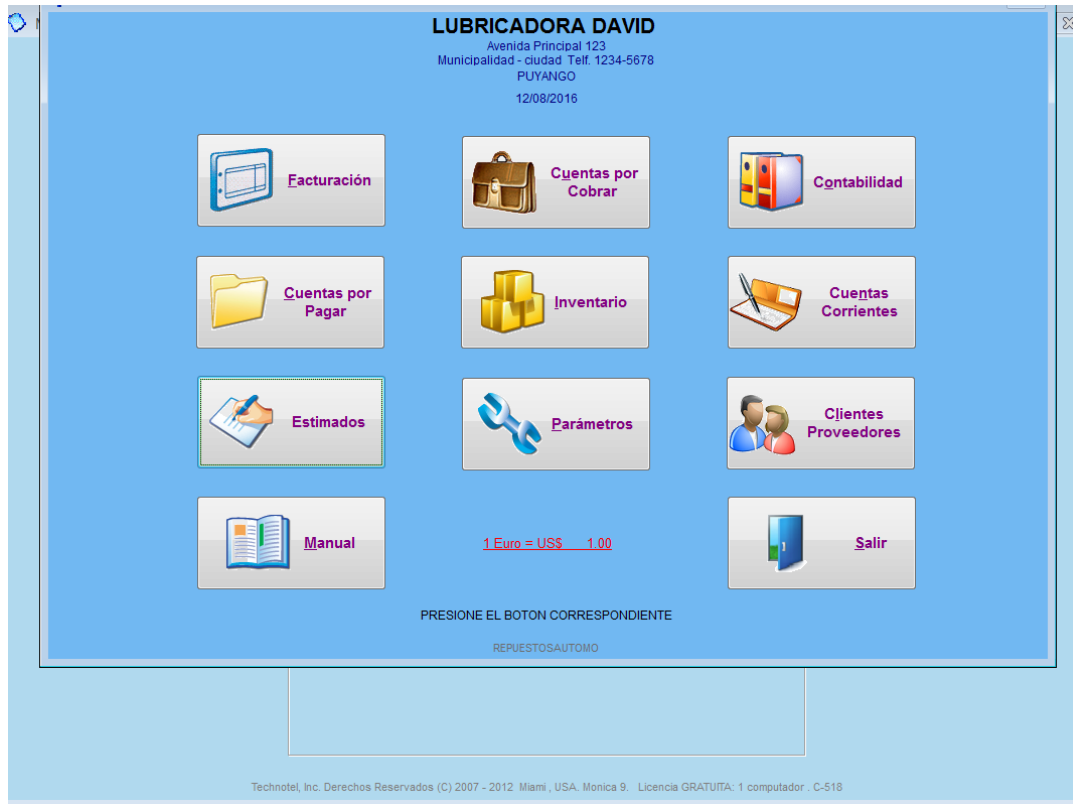 LUBRICADORA DAVID
Avenida Principal 123
Municipalidad - ciudad Telf. 1234-5678
PUYANGO
12/08/2016
Facturación
Cuentas por
Cobrar
Contabilidad
Cuentas por
Pagar
Inventario
Cuentas
Corrientes
Estimados
Parámetros
Clientes
Proveedores
Manual
1 Euro = US$ 1.00
Salir
PRESIONE EL BOTON CORRESPONDIENTE
REPUESTOSAUTOMO
Technotel, Inc. Derechos Reservados (C) 2007 - 2012 Miami , USA. Monica 9. Licencia GRATUITA: 1 computador . C-518